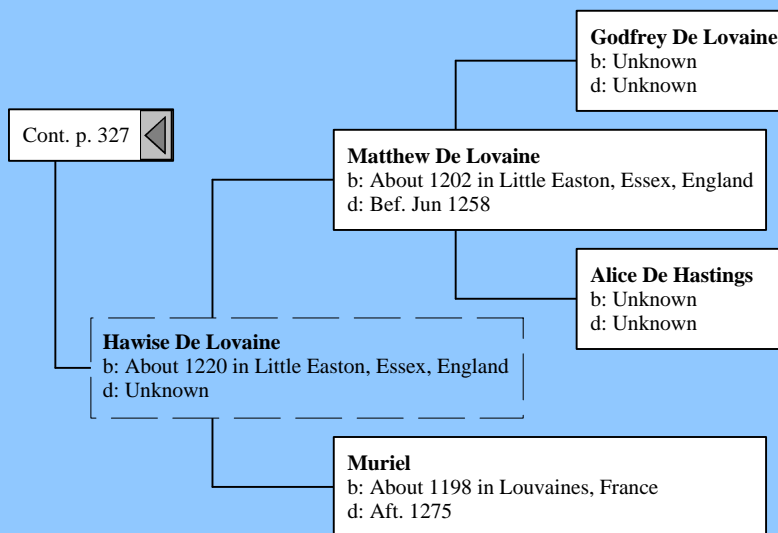 Godfrey De Lovaine
b: Unknown
d: Unknown
Cont. p. 327
Matthew De Lovaine
b: About 1202 in Little Easton, Essex, England
d: Bef. Jun 1258
Alice De Hastings
b: Unknown
d: Unknown
Hawise De Lovaine
b: About 1220 in Little Easton, Essex, England
d: Unknown
Muriel
b: About 1198 in Louvaines, France
d: Aft. 1275